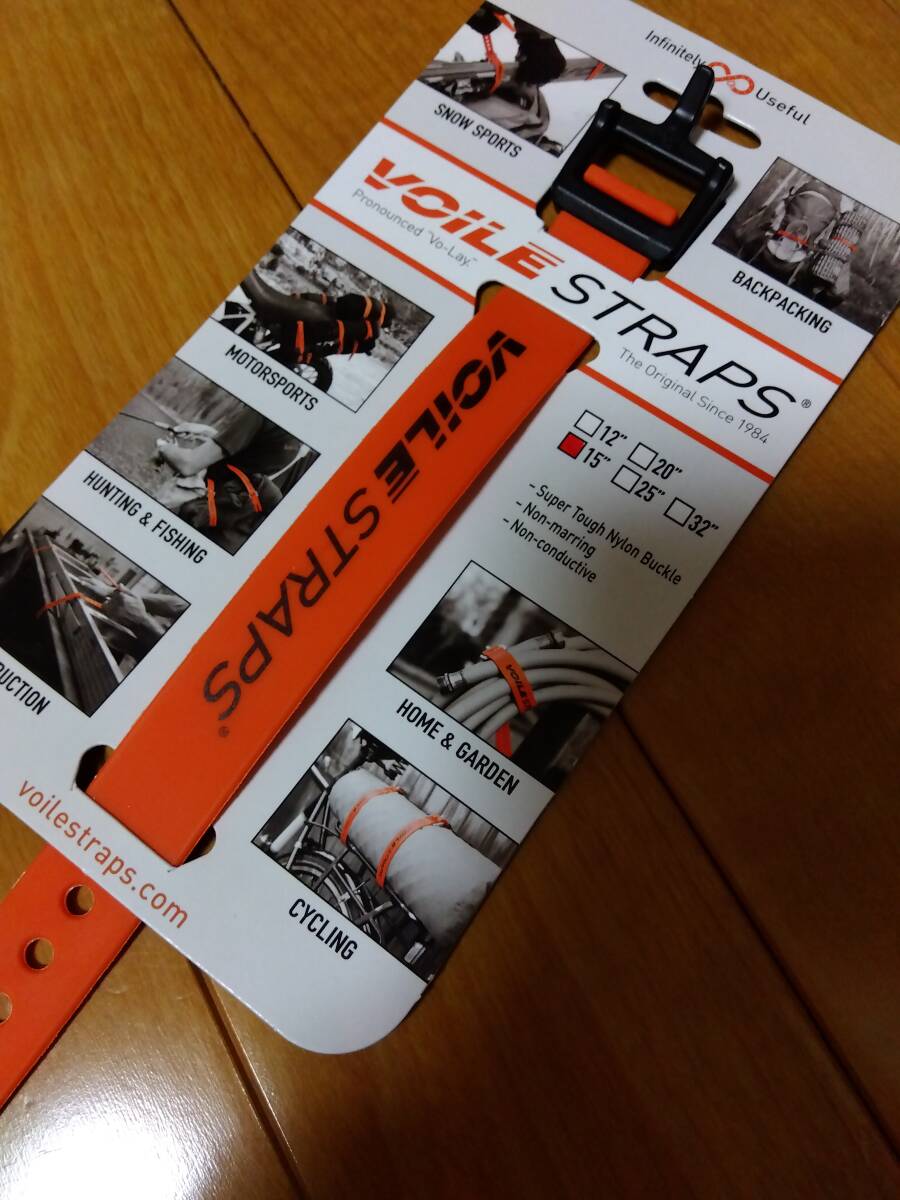 Infinitely Useful
SNOW SPORTS
VOILE STRAPS®
Pronounced "Vo-Lay."
The Original Since 1984
BACKPACKING
MOTORSPORTS
12"
20"
15"
25"
32"
- Super Tough Nylon Buckle
- Non-marring
- Non-conductive
HUNTING & FISHING
VOILE STRAPS®
RUCTION
HOME & GARDEN
CYCLING
voilestraps.com